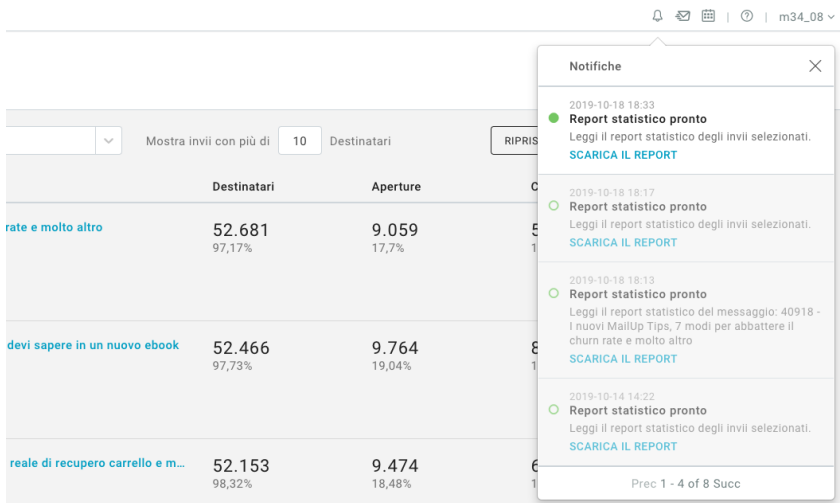 m34_08
Notifiche
2019-10-18 18:33
Report statistico pronto
Leggi il report statistico degli invii selezionati.
SCARICA IL REPORT
2019-10-18 18:17
Report statistico pronto
Leggi il report statistico degli invii selezionati.
SCARICA IL REPORT
2019-10-18 18:13
Report statistico pronto
Leggi il report statistico del messaggio: 40918 -
I nuovi MailUp Tips, 7 modi per abbattere il
churn rate e molto altro
SCARICA IL REPORT
2019-10-14 14:22
Report statistico pronto
Leggi il report statistico degli invii selezionati.
SCARICA IL REPORT
Prec 1 - 4 of 8 Succ
Mostra invii con più di 10 Destinatari
RIPRIS
Destinatari Aperture C
rate e molto altro 52.681 9.059 5
97,17% 17,7% 1
devi sapere in un nuovo ebook 52.466 9.764 8
97,73% 19,04% 1
reale di recupero carrello e m... 52.153 9.474 6
98,32% 18,48% 1